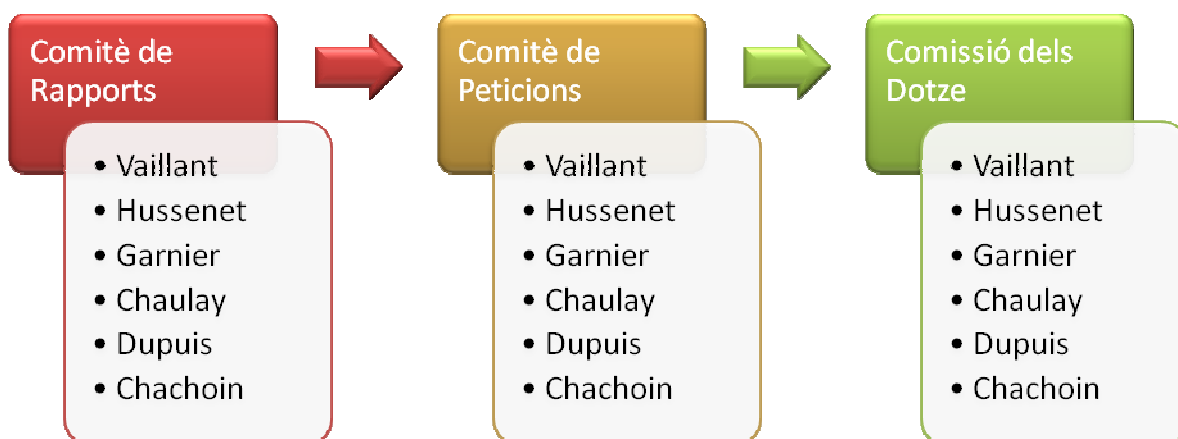 Comitè de
Rapports
• Vaillant
• Hussenet
• Garnier
• Chaulay
• Dupuis
• Chachoin
Comitè de
Peticions
• Vaillant
• Hussenet
• Garnier
• Chaulay
• Dupuis
• Chachoin
Comissió dels
Dotze
• Vaillant
• Hussenet
• Garnier
• Chaulay
• Dupuis
• Chachoin